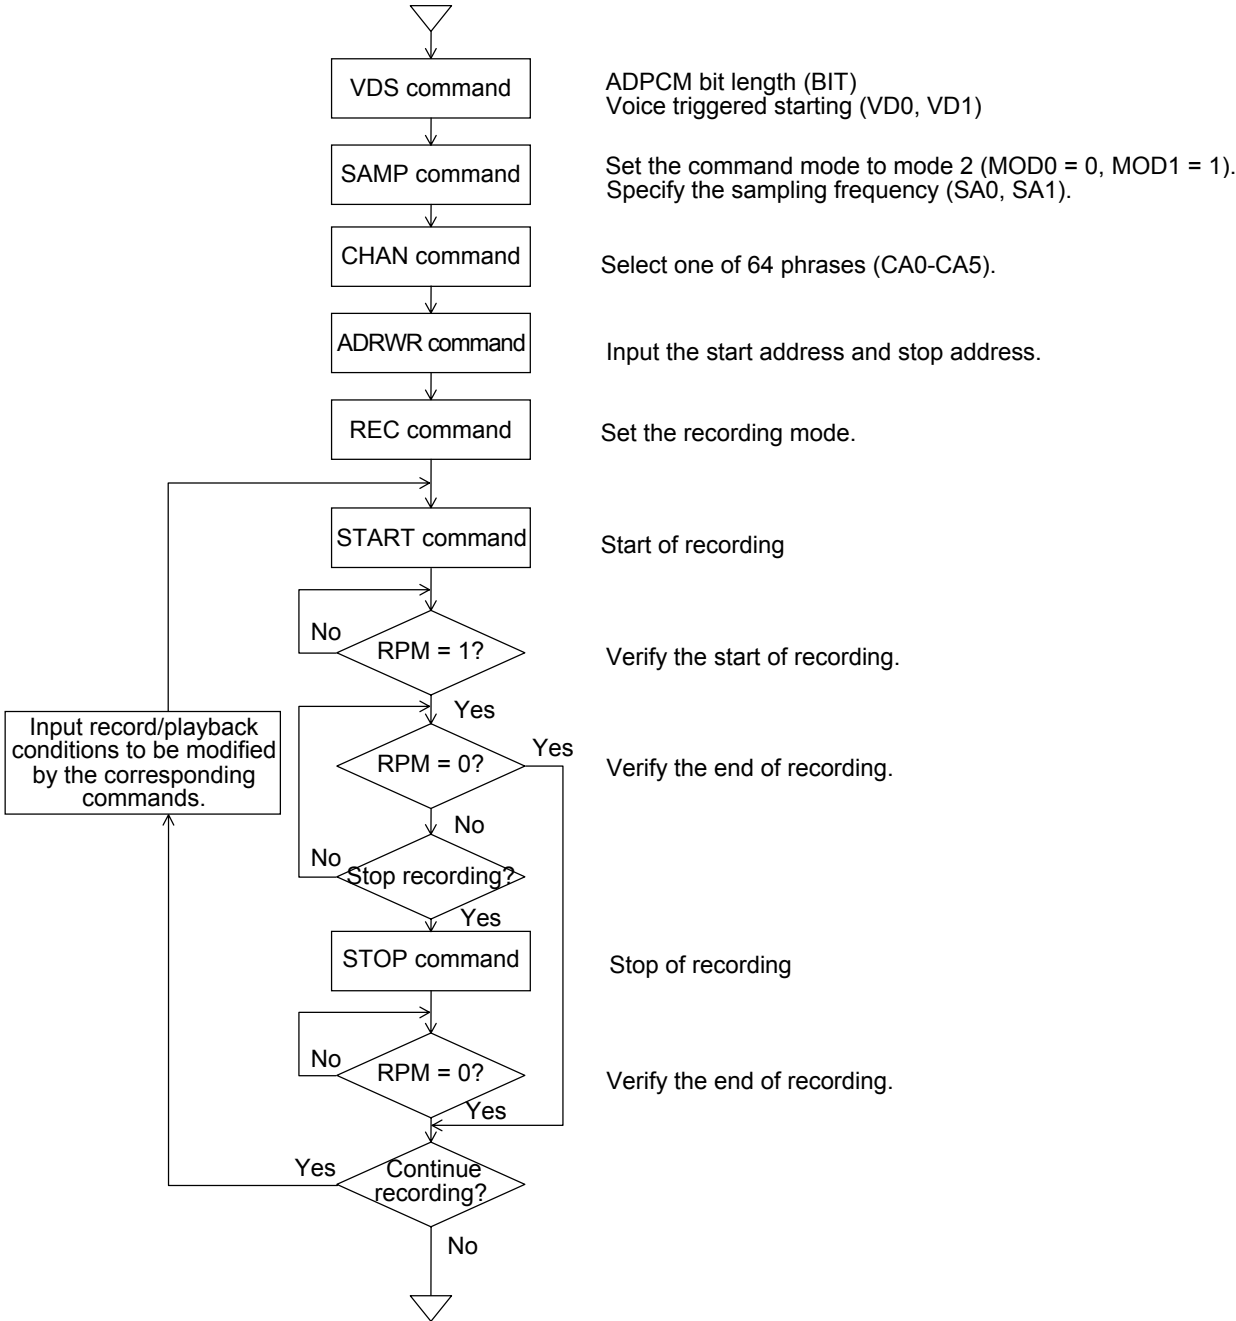 VDS command
ADPCM bit length (BIT)
Voice triggered starting (VD0, VD1)
SAMP command
Set the command mode to mode 2 (MOD0 = 0, MOD1 = 1).
Specify the sampling frequency (SA0, SA1).
CHAN command
Select one of 64 phrases (CA0-CA5).
ADRWR command
Input the start address and stop address.
REC command
Set the recording mode.
START command
Start of recording
No
RPM = 1?
Verify the start of recording.
Yes
Input record/playback
conditions to be modified
by the corresponding
commands.
RPM = 0?
Yes
Verify the end of recording.
No
No
Stop recording?
Yes
STOP command
Stop of recording
No
RPM = 0?
Verify the end of recording.
Yes
Yes
Continue
recording?
No